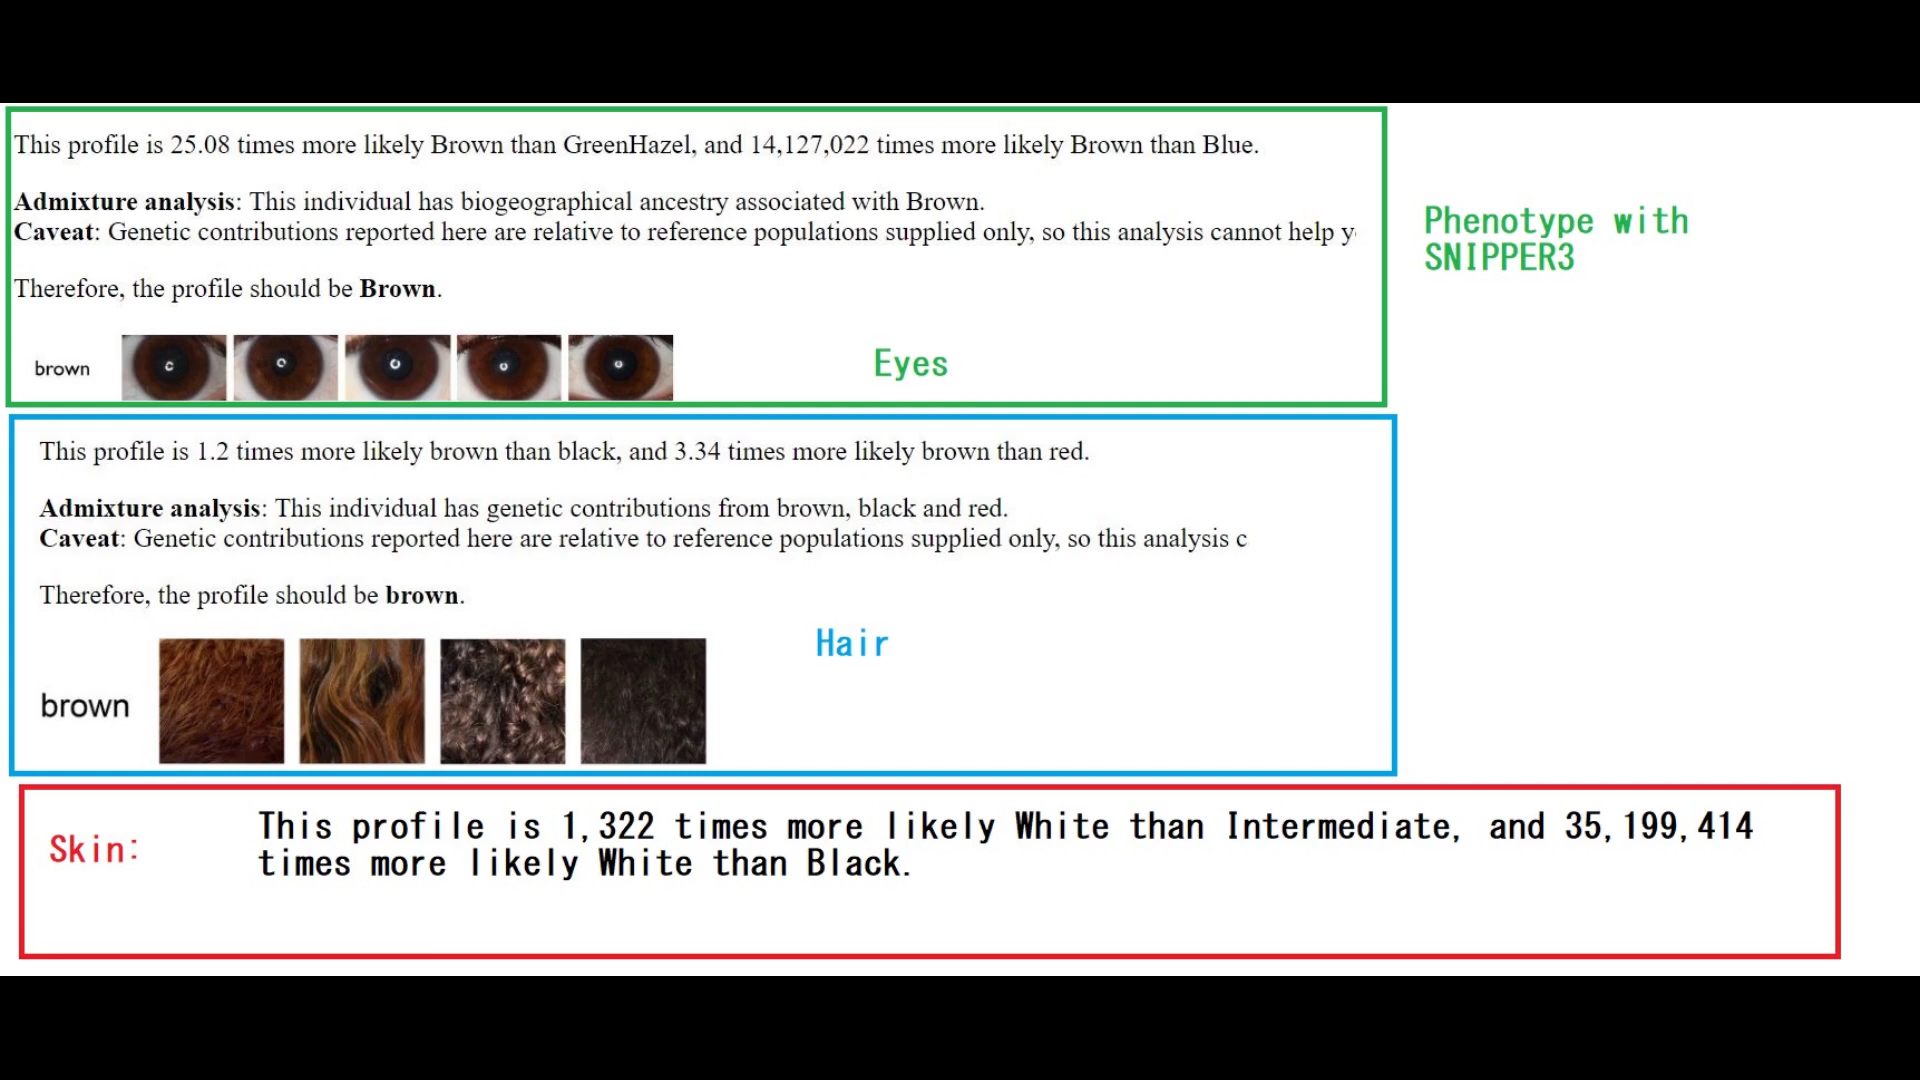 This profile is 25.08 times more likely Brown than GreenHazel, and 14,127,022 times more likely Brown than Blue.
Admixture analysis: This individual has biogeographical ancestry associated with Brown.
Caveat: Genetic contributions reported here are relative to reference populations supplied only, so this analysis cannot help y
Therefore, the profile should be Brown.
brown
Eyes
Phenotype with
SNIPPER3
This profile is 1.2 times more likely brown than black, and 3.34 times more likely brown than red.
Admixture analysis: This individual has genetic contributions from brown, black and red.
Caveat: Genetic contributions reported here are relative to reference populations supplied only, so this analysis c
Therefore, the profile should be brown.
Hair
brown
Skin:
This profile is 1,322 times more likely White than Intermediate, and 35,199,414
times more likely White than Black.